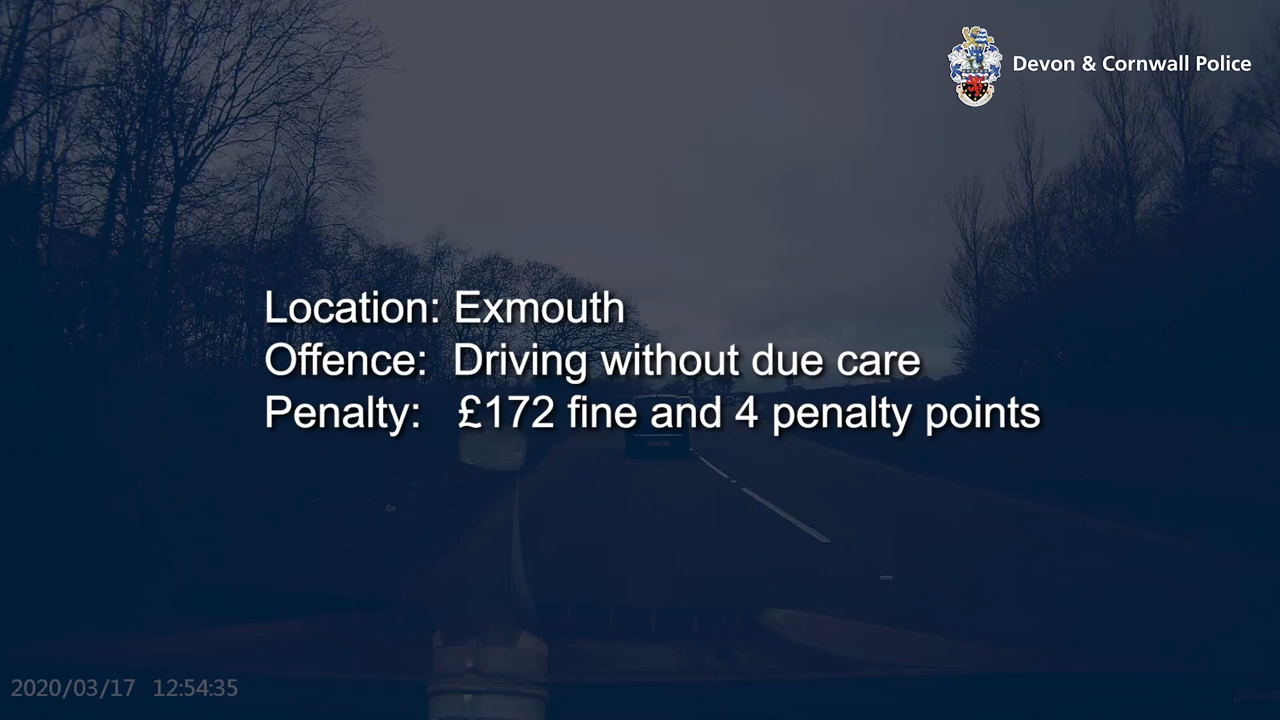 Devon & Cornwall Police
Location: Exmouth
Offence: Driving without due care
Penalty: £172 fine and 4 penalty points
2020/03/17 12:54:35